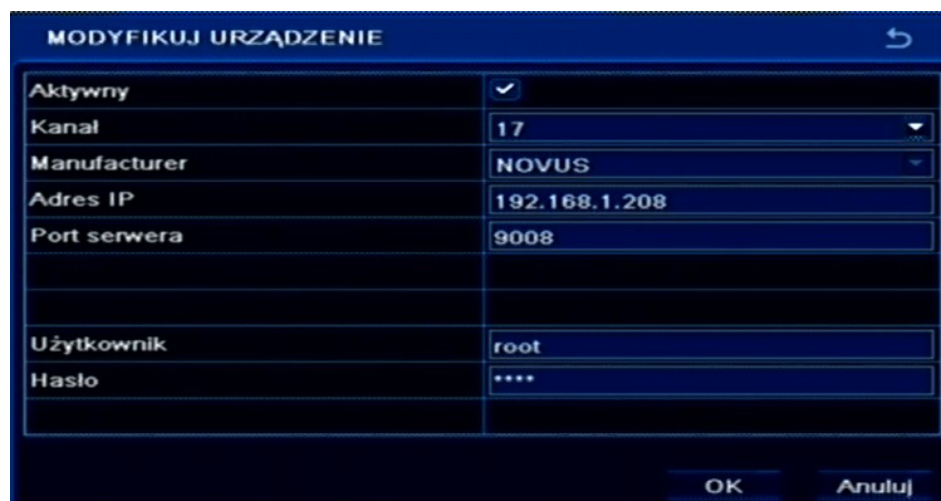 MODYFIKUJ URZĄDZENIE
Aktywny
Kanał 17
Manufacturer NOVUS
Adres IP 192.168.1.208
Port serwera 9008
Użytkownik root
Hasło ****
OK Anuluj